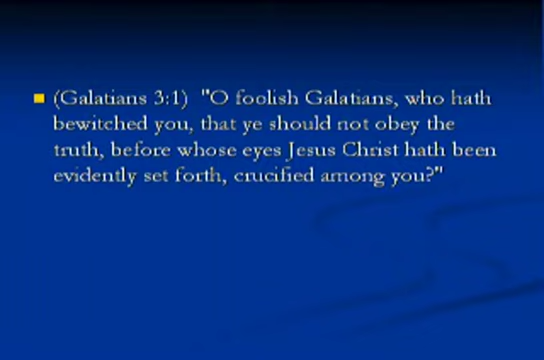 (Galatians 3:1) "O foolish Galatians, who hath
bewitched you, that ye should not obey the
truth, before whose eyes Jesus Christ hath been
evidently set forth, crucified among you?"